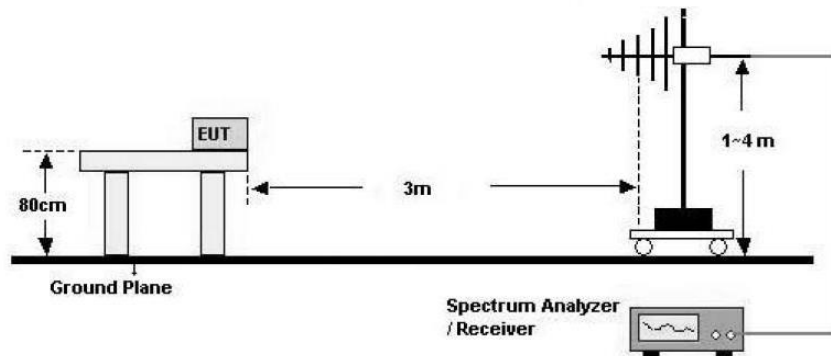 EUT
1~4 m
80cm
3m
Ground Plane
Spectrum Analyzer
/ Receiver